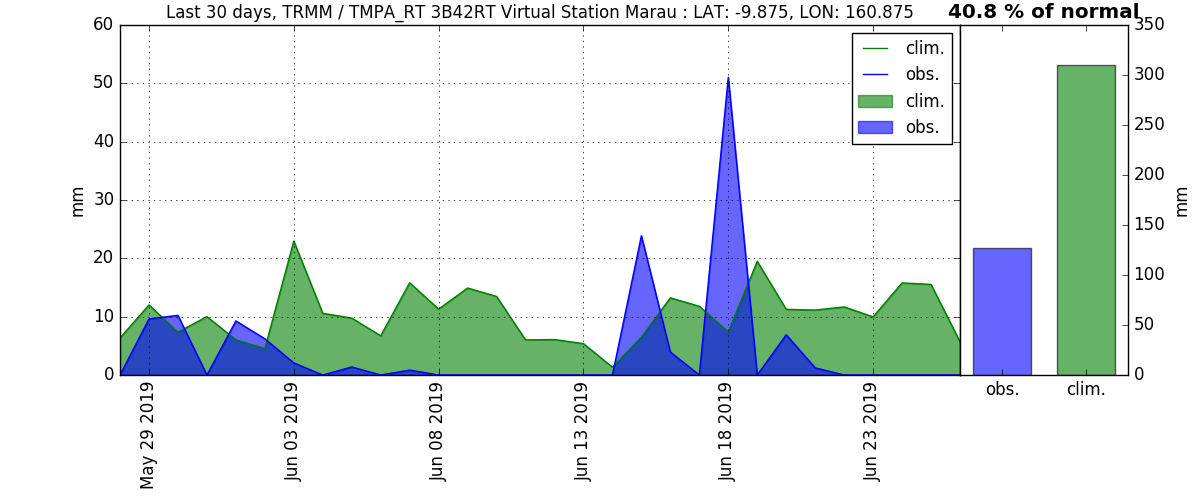 Last 30 days, TRMM / TMPA_RT 3B42RT Virtual Station Marau : LAT: -9.875, LON: 160.875
40.8 % of normal
60
50
40
30
20
10
0
mm
clim.
obs.
clim.
obs.
350
300
250
200
150
100
50
0
mm
obs.
clim.
May 29 2019
Jun 03 2019
Jun 08 2019
Jun 13 2019
Jun 18 2019
Jun 23 2019